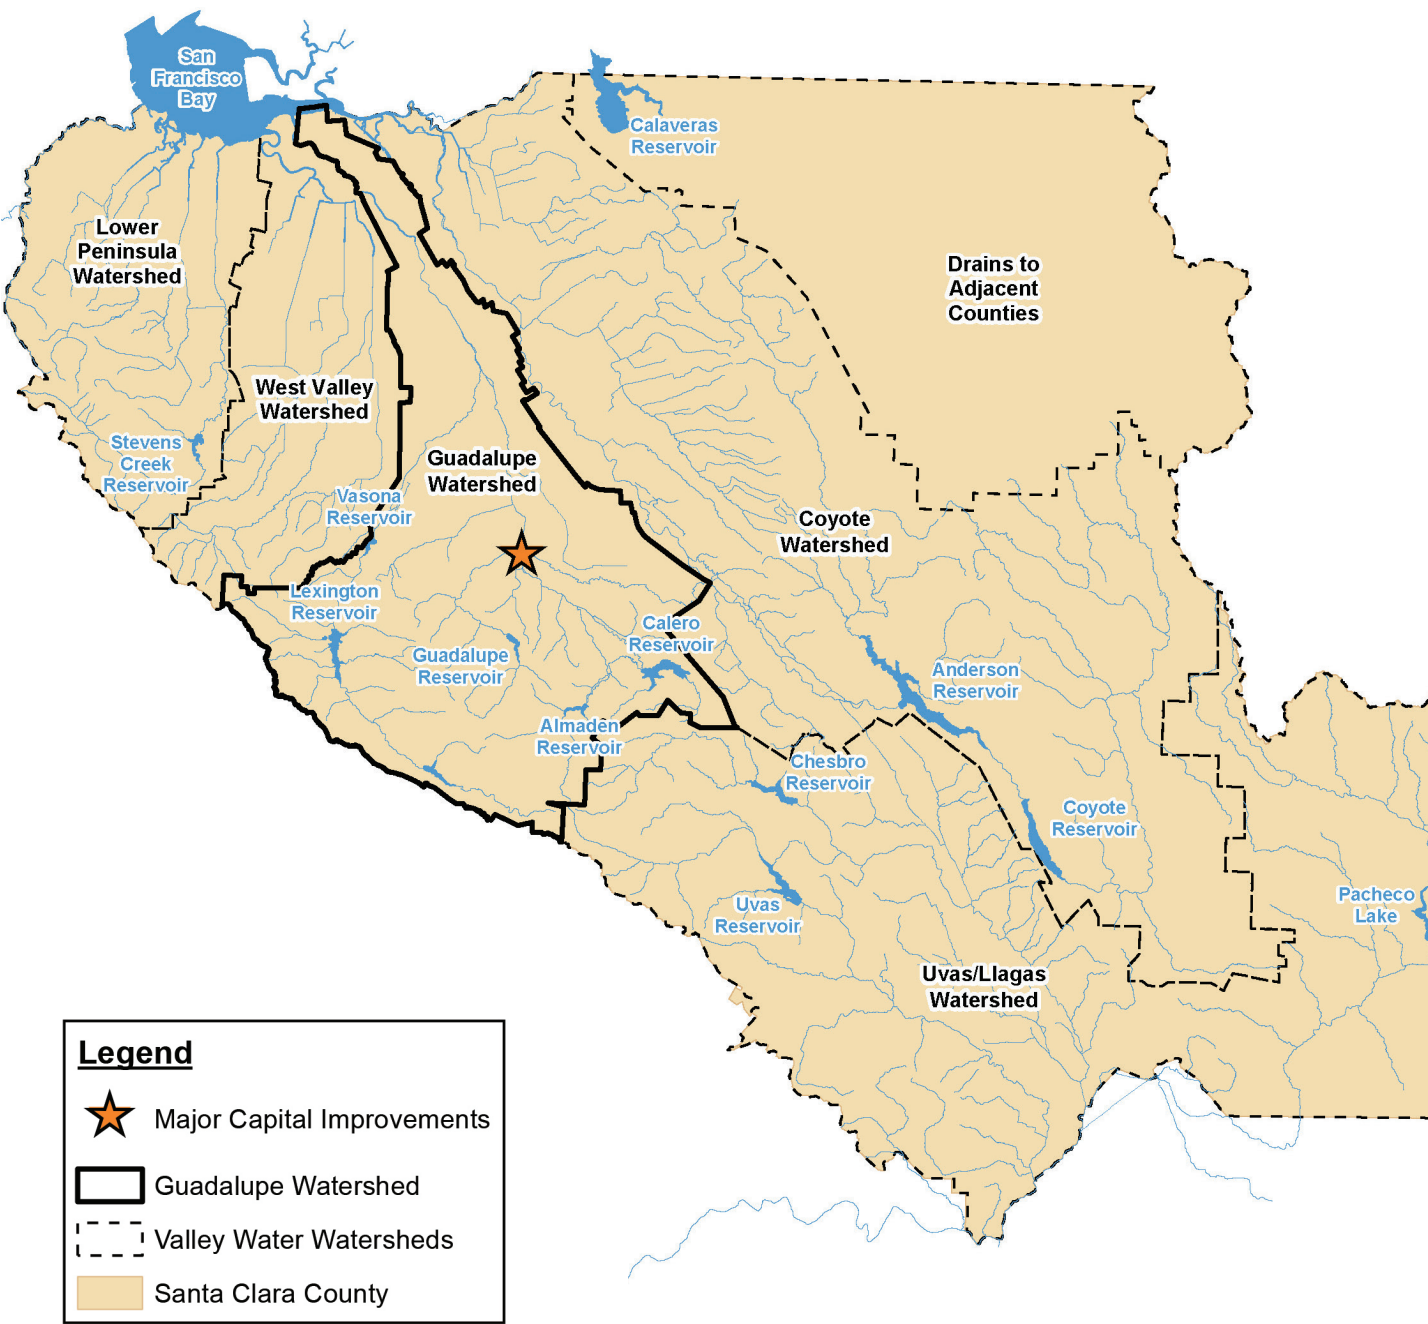 San
Francisco
Bay
Calaveras
Reservoir
Lower
Peninsula
Watershed
Drains to
Adjacent
Counties
West Valley
Watershed
Stevens
Creek
Reservoir
Guadalupe
Watershed
Vasona
Reservoir
Coyote
Watershed
Lexington
Reservoir
Calero
Reservoir
Guadalupe
Reservoir
Anderson
Reservoir
Almaden
Reservoir
Chesbro
Reservoir
Coyote
Reservoir
Uvas
Reservoir
Pacheco
Lake
Uvas/Llagas
Watershed
Legend
Major Capital Improvements
Guadalupe Watershed
Valley Water Watersheds
Santa Clara County